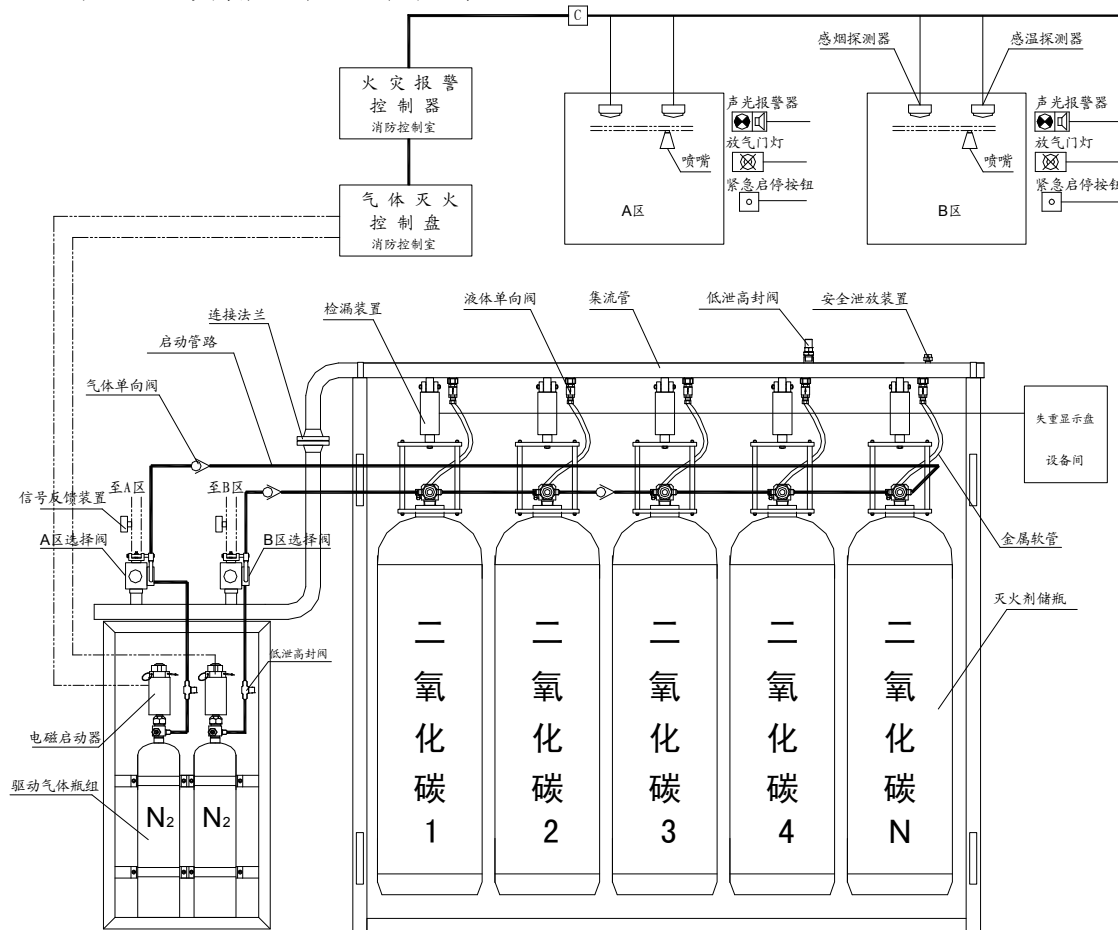 C
火灾报警
控制器
消防控制室
气体灭火
控制盘
消防控制室
声光报警器
放气门灯
喷嘴
紧急启停按钮
A区
感烟探测器
感温探测器
声光报警器
放气门灯
喷嘴
紧急启停按钮
B区
连接法兰
启动管路
气体单向阀
检漏装置
液体单向阀
集流管
低泄高封阀
安全泄放装置
失重显示盘
设备间
信号反馈装置
至A区
至B区
A区选择阀
B区选择阀
金属软管
灭火剂储瓶
低泄高封阀
电磁启动器
驱动气体瓶组
N2
N2
二氧化碳1
二氧化碳2
二氧化碳3
二氧化碳4
二氧化碳N